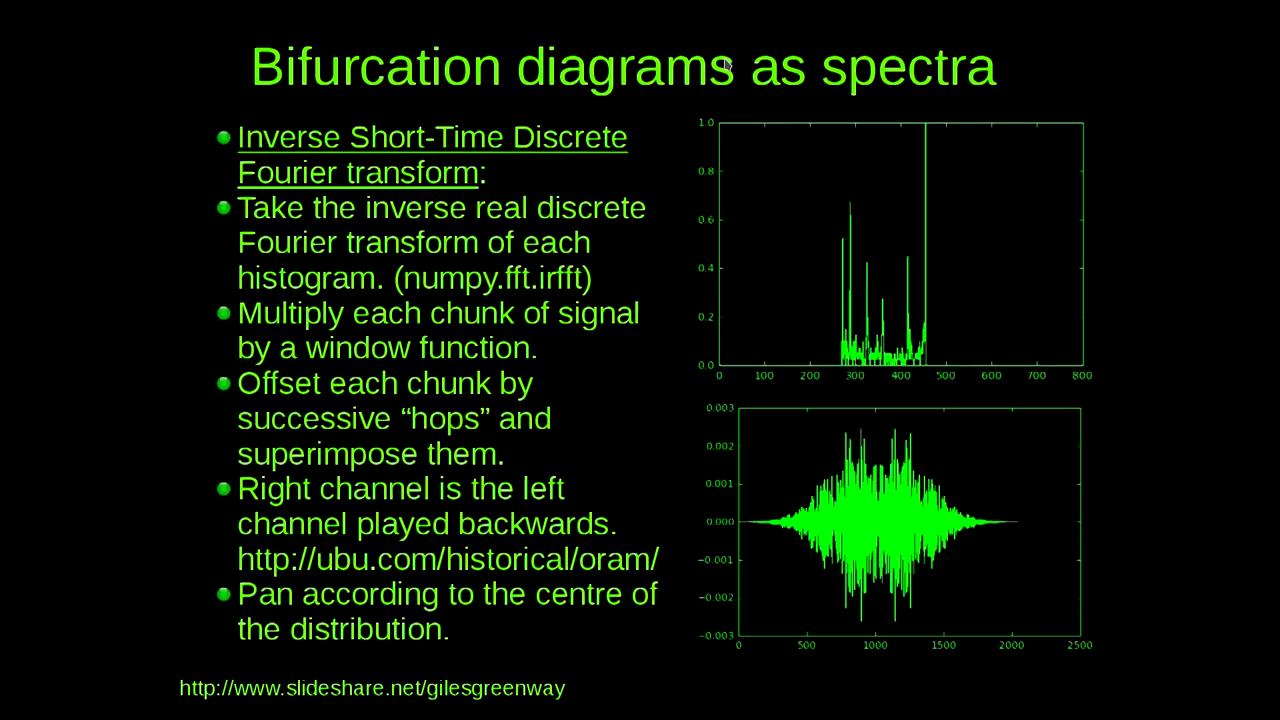 Bifurcation diagrams as spectra
Inverse Short-Time Discrete
Fourier transform:
Take the inverse real discrete
Fourier transform of each
histogram. (numpy.fft.irfft)
Multiply each chunk of signal
by a window function.
Offset each chunk by
successive “hops” and
superimpose them.
Right channel is the left
channel played backwards.
http://ubu.com/historical/oram/
Pan according to the centre of
the distribution.
1.0
0.8
0.6
0.4
0.2
0.0
0 100 200 300 400 500 600 700 800
0.003
0.002
0.001
0.000
−0.001
−0.002
−0.003
0 500 1000 1500 2000 2500
http://www.slideshare.net/gilesgreenway